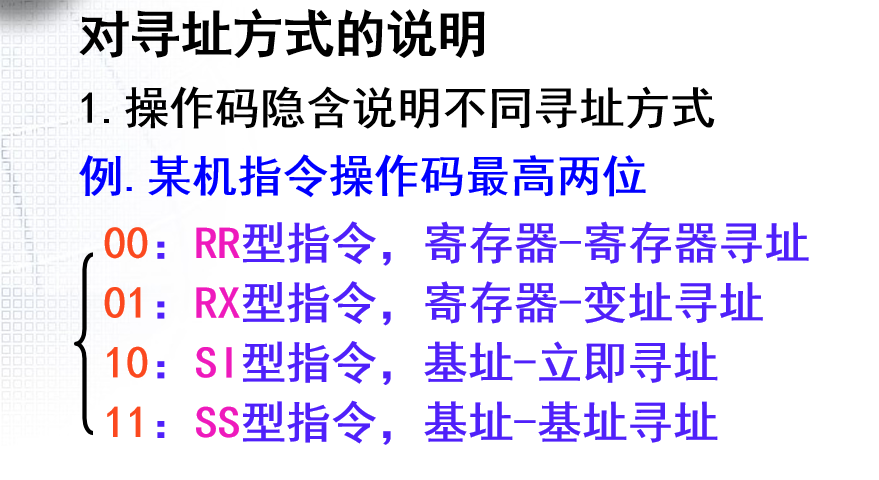 对寻址方式的说明
1.操作码隐含说明不同寻址方式
例.某机指令操作码最高两位
00：RR型指令，寄存器-寄存器寻址
01：RX型指令，寄存器-变址寻址
10：SI型指令，基址-立即寻址
11：SS型指令，基址-基址寻址